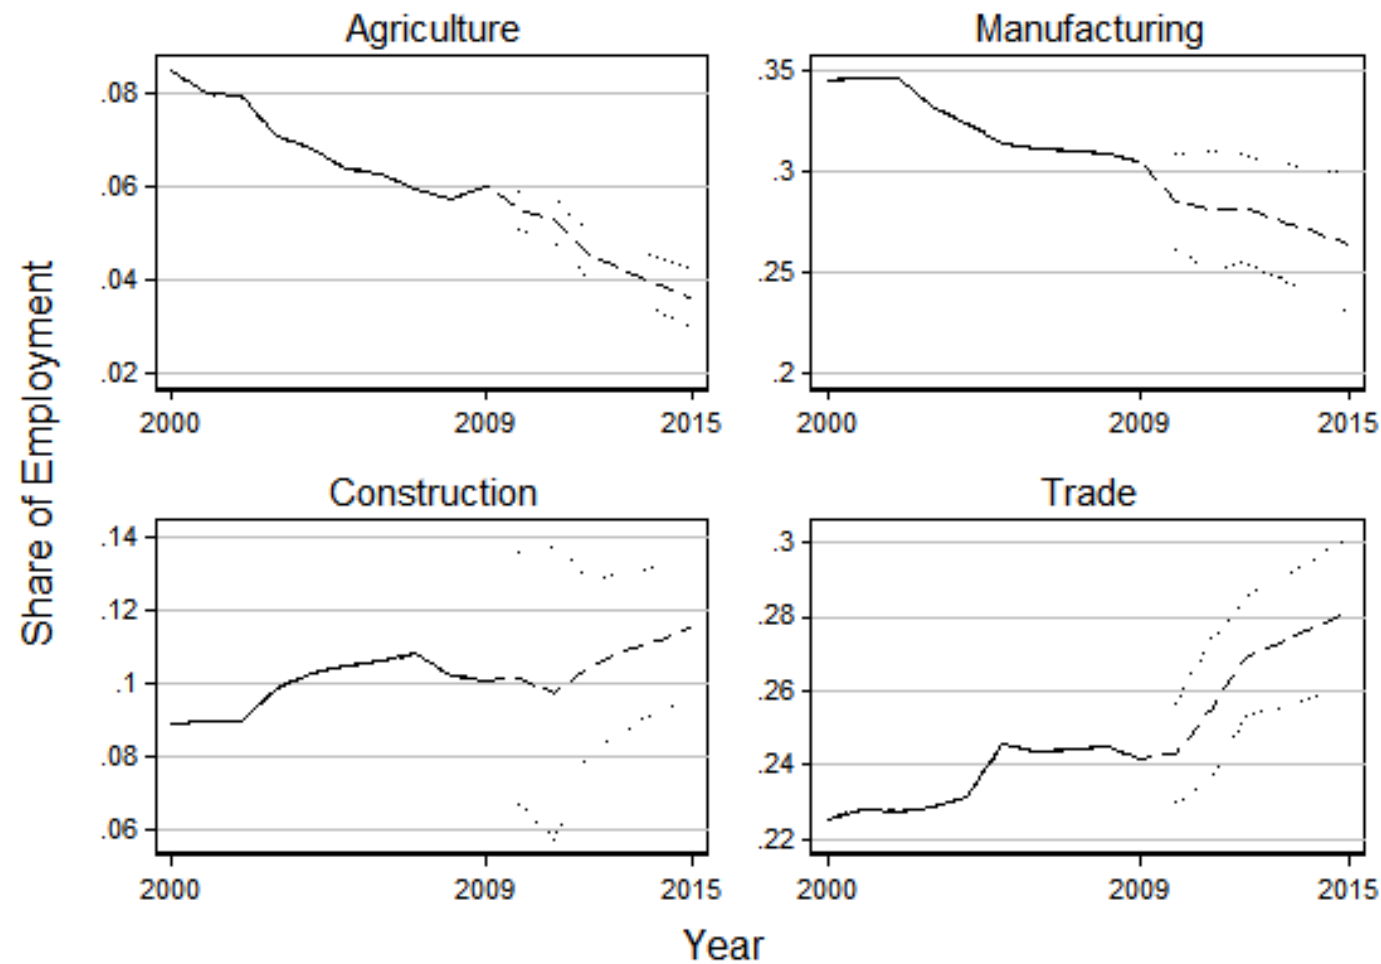 Agriculture
.08
.06
.04
.02
2000 2009 2015
Manufacturing
.35
.3
.25
.2
2000 2009 2015
Construction
.14
.12
.1
.08
.06
2000 2009 2015
Trade
.3
.28
.26
.24
.22
2000 2009 2015
Share of Employment
Year